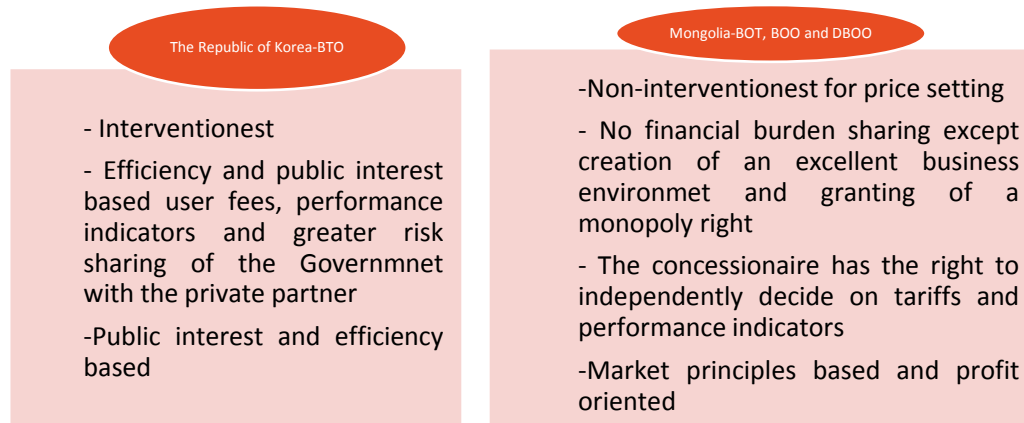 The Republic of Korea-BTO
- Interventionest
- Efficiency and public interest
based user fees, performance
indicators and greater risk
sharing of the Governmnet
with the private partner
-Public interest and efficiency
based
Mongolia-BOT, BOO and DBOO
-Non-interventionest for price setting
- No financial burden sharing except
creation of an excellent business
environmet and granting of a
monopoly right
- The concessionaire has the right to
independently decide on tariffs and
performance indicators
-Market principles based and profit
oriented